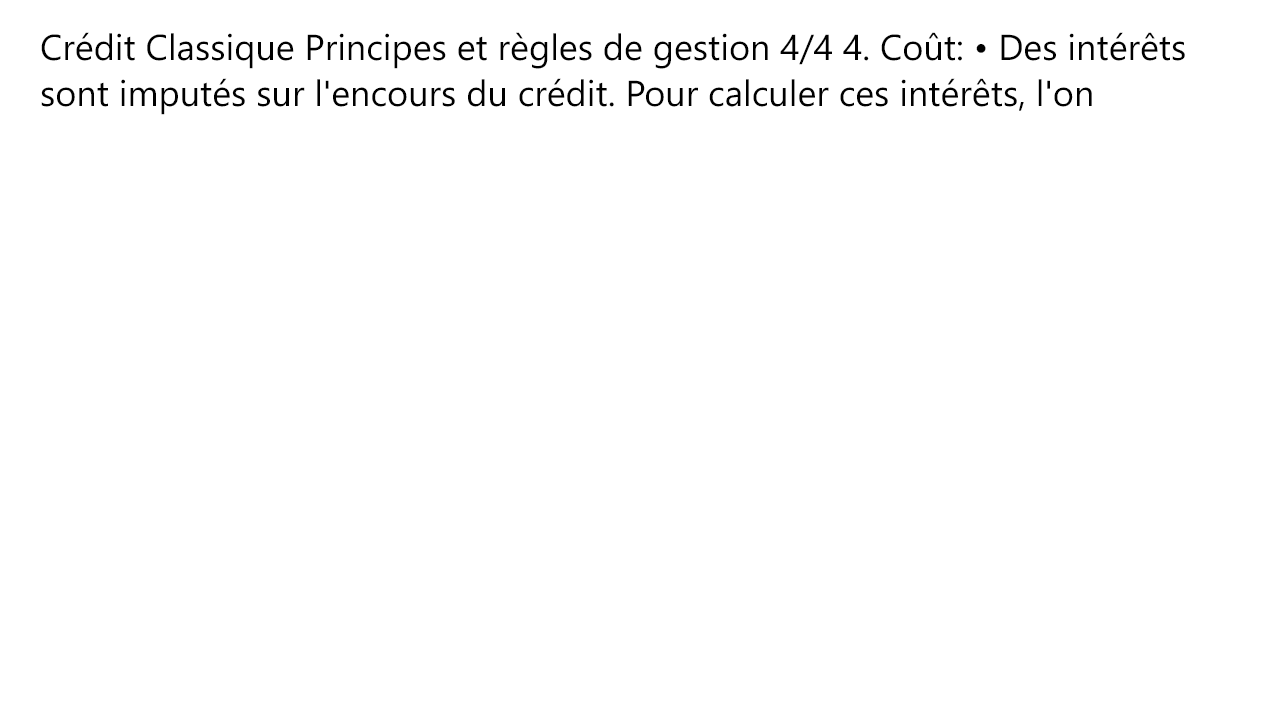 Crédit Classique Principes et règles de gestion 4/4 4. Coût: • Des intérêts
sont imputés sur l'encours du crédit. Pour calculer ces intérêts, l'on